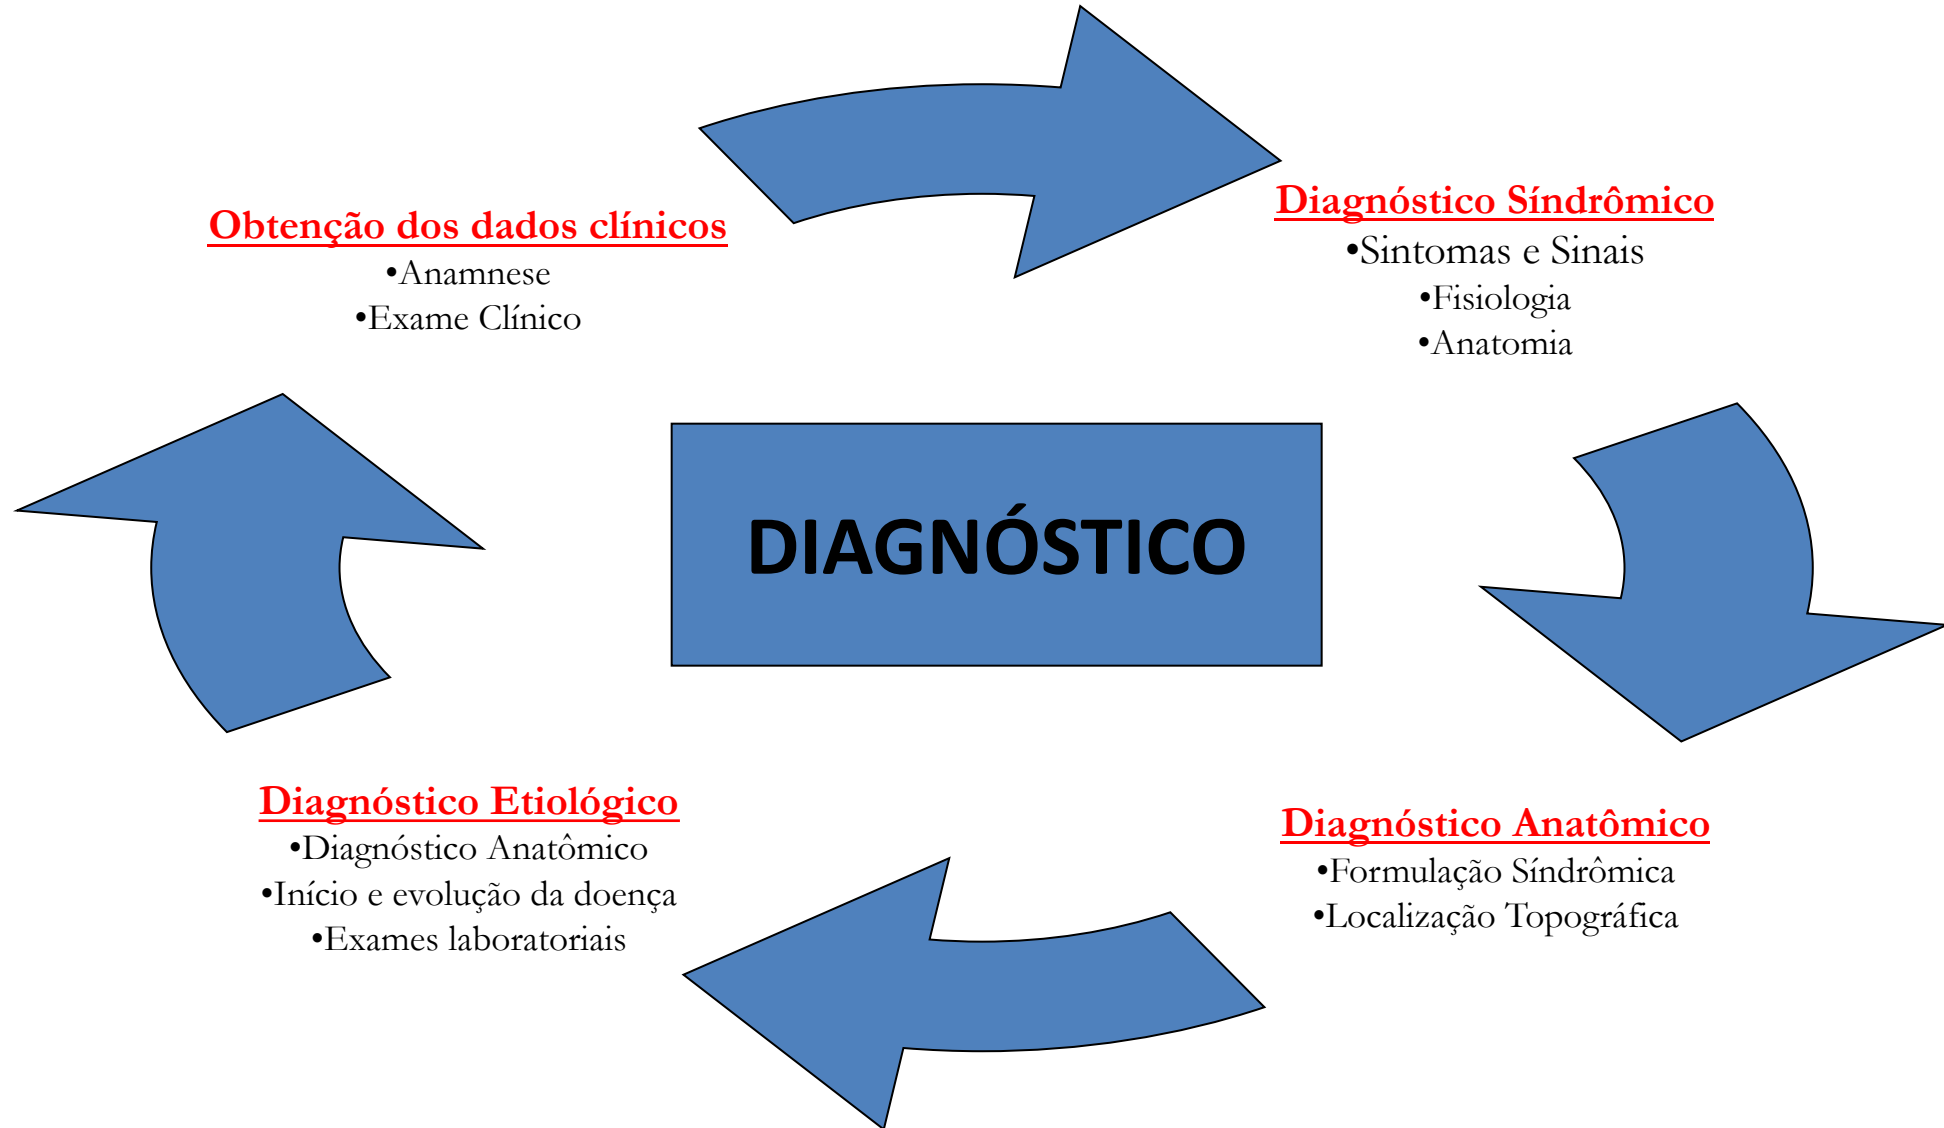 Obtenção dos dados clínicos
•Anamnese
•Exame Clínico
Diagnóstico Síndrômico
•Sintomas e Sinais
•Fisiologia
•Anatomia
DIAGNÓSTICO
Diagnóstico Etiológico
•Diagnóstico Anatômico
•Início e evolução da doença
•Exames laboratoriais
Diagnóstico Anatômico
•Formulação Síndrômica
•Localização Topográfica